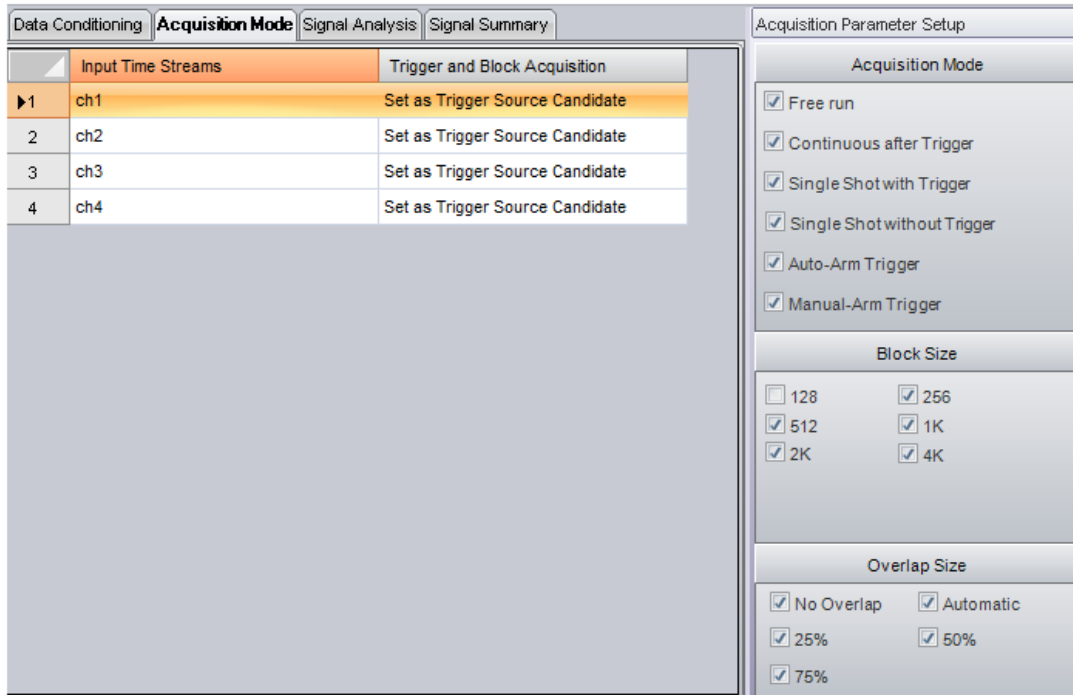 Data Conditioning Acquisition Mode Signal Analysis Signal Summary
Input Time Streams Trigger and Block Acquisition
1 ch1 Set as Trigger Source Candidate
2 ch2 Set as Trigger Source Candidate
3 ch3 Set as Trigger Source Candidate
4 ch4 Set as Trigger Source Candidate
Acquisition Parameter Setup
Acquisition Mode
Free run
Continuous after Trigger
Single Shot with Trigger
Single Shot without Trigger
Auto-Arm Trigger
Manual-Arm Trigger
Block Size
128 256
512 1K
2K 4K
Overlap Size
No Overlap Automatic
25% 50%
75%